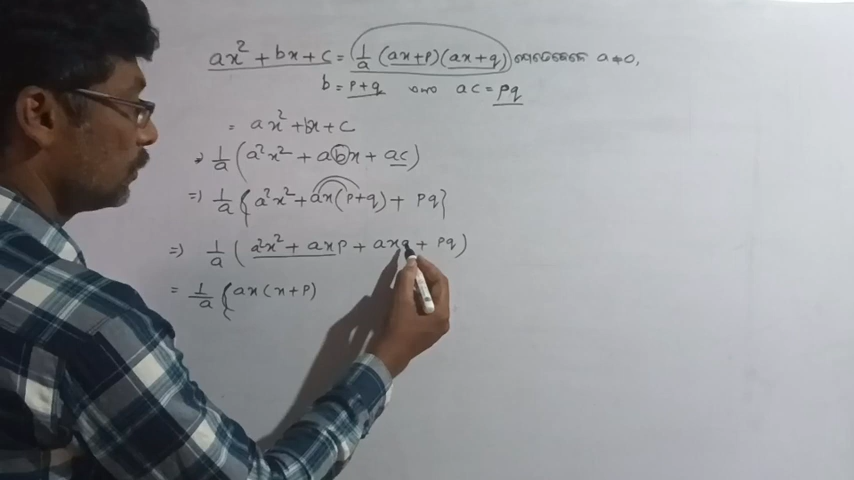 ax² + bx + c = 1/a (ax+p)(ax+q) ଯେତେବେଳେ a≠0,
b = p+q ଏବଂ ac = pq
= ax² + bx + c
⇒ 1/a (a²x² + abx + ac)
⇒) 1/a {a²x² + ax(p+q) + pq}
⇒) 1/a (a²x² + axp + axq + pq)
= 1/a {ax(x+p)